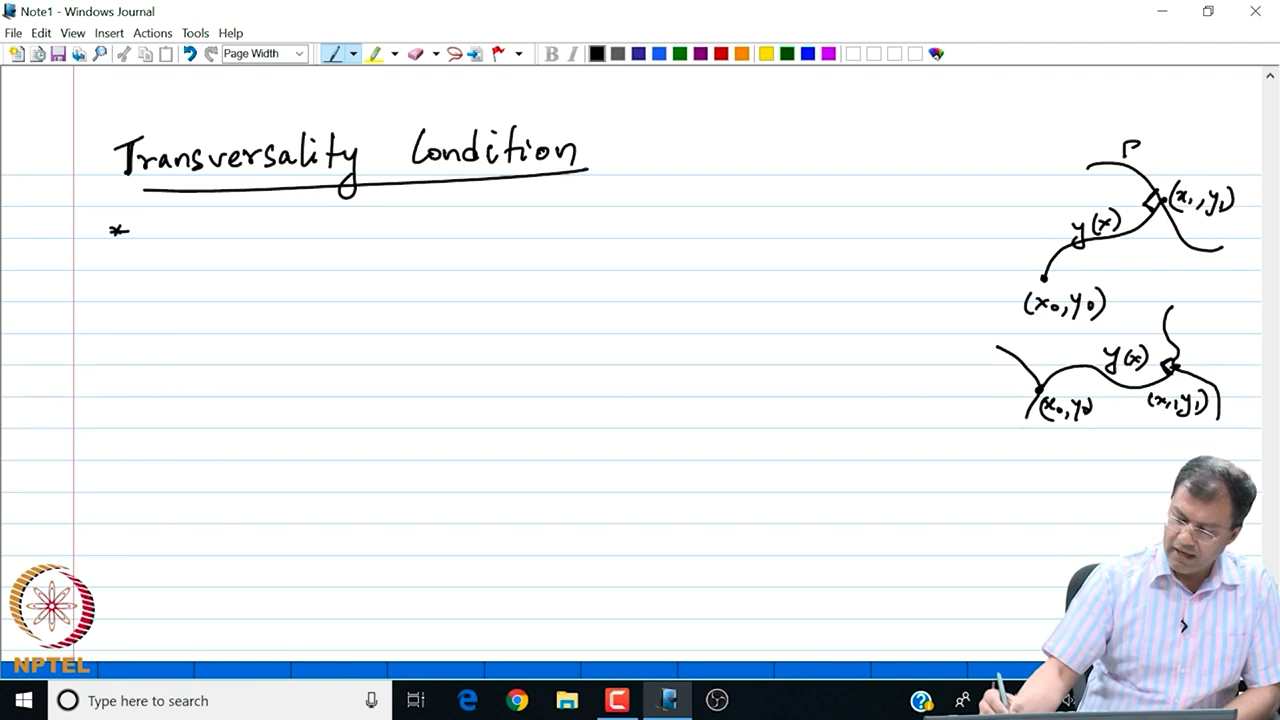 Note1 - Windows Journal
File Edit View Insert Actions Tools Help
Page Width
B I
Transversality Condition
*
Γ
(x₁, y₁)
y(x)
(x₀, y₀)
y(x)
(x₀, y₀)
(x₁, y₁)
NPTEL
Type here to search